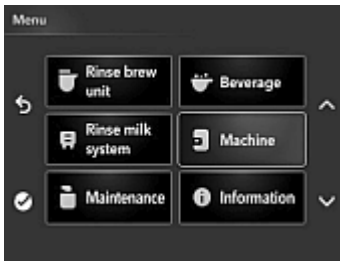 Menu
Rinse brew
unit
Beverage
Rinse milk
system
Machine
Maintenance
Information